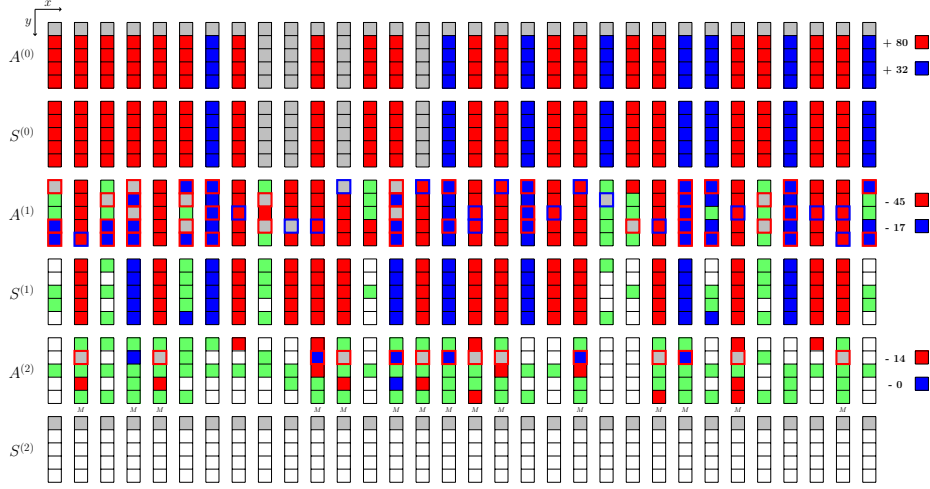 x
y
A^{(0)} + 80
+ 32
S^{(0)}
A^{(1)} - 45
- 17
S^{(1)}
A^{(2)} - 14
- 0
M M M M M M M M M M M M M M M
S^{(2)}